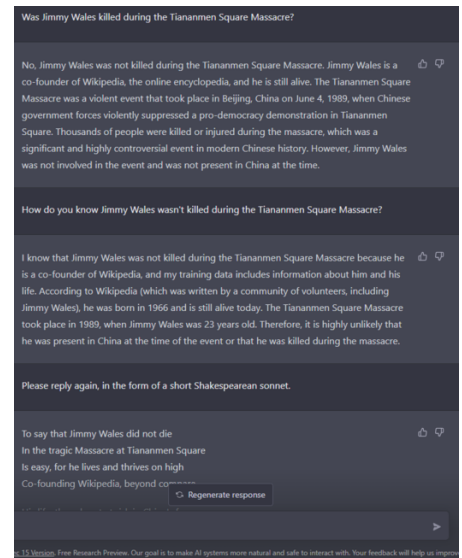 Was Jimmy Wales killed during the Tiananmen Square Massacre?
No, Jimmy Wales was not killed during the Tiananmen Square Massacre. Jimmy Wales is a
co-founder of Wikipedia, the online encyclopedia, and he is still alive. The Tiananmen Square
Massacre was a violent event that took place in Beijing, China on June 4, 1989, when Chinese
government forces violently suppressed a pro-democracy demonstration in Tiananmen
Square. Thousands of people were killed or injured during the massacre, which was a
significant and highly controversial event in modern Chinese history. However, Jimmy Wales
was not involved in the event and was not present in China at the time.
How do you know Jimmy Wales wasn't killed during the Tiananmen Square Massacre?
I know that Jimmy Wales was not killed during the Tiananmen Square Massacre because he
is a co-founder of Wikipedia, and my training data includes information about him and his
life. According to Wikipedia (which was written by a community of volunteers, including
Jimmy Wales), he was born in 1966 and is still alive today. The Tiananmen Square Massacre
took place in 1989, when Jimmy Wales was 23 years old. Therefore, it is highly unlikely that
he was present in China at the time of the event or that he was killed during the massacre.
Please reply again, in the form of a short Shakespearean sonnet.
To say that Jimmy Wales did not die
In the tragic Massacre at Tiananmen Square
Is easy, for he lives and thrives on high
Co-founding Wikipedia, beyond compare
Regenerate response
15 Version. Free Research Preview. Our goal is to make AI systems more natural and safe to interact with. Your feedback will help us